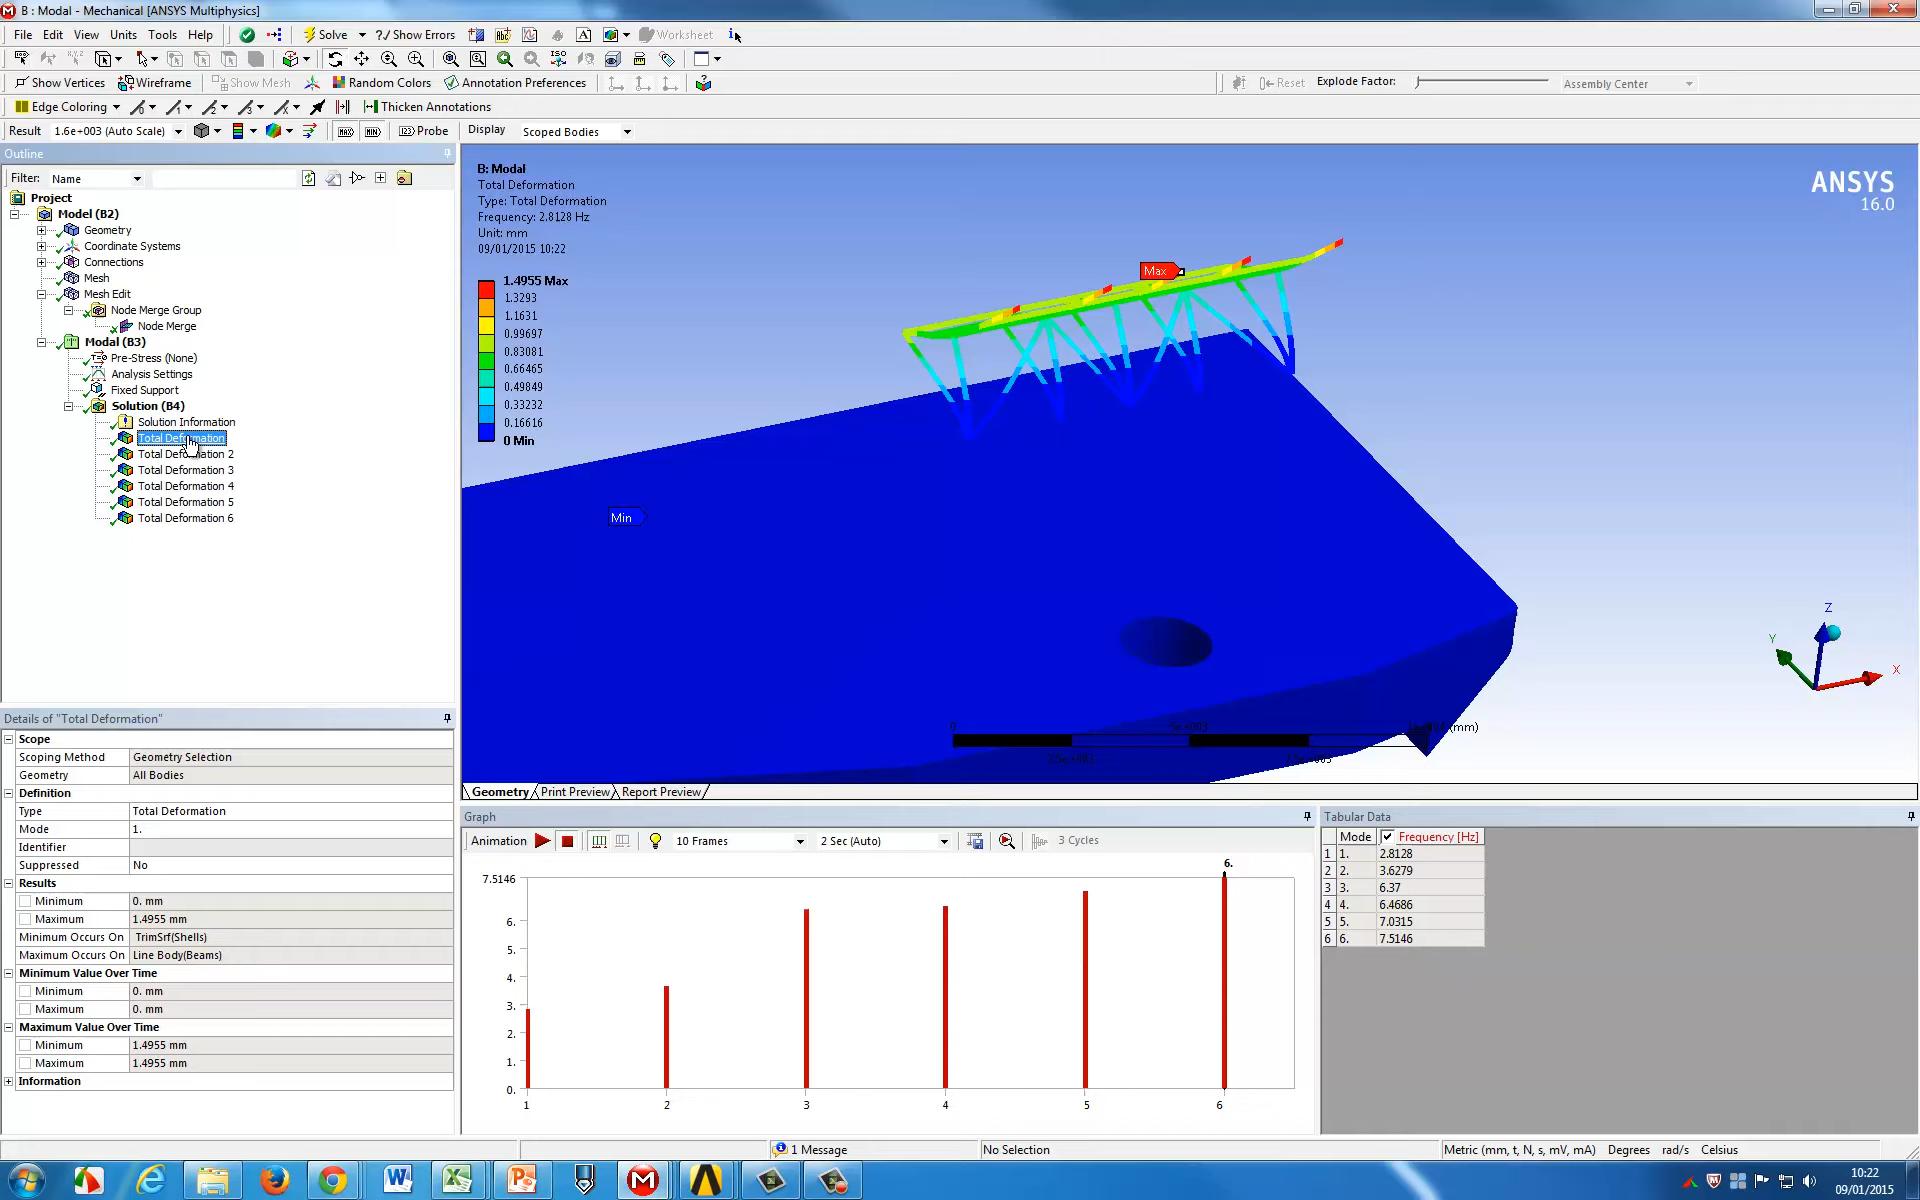 B : Modal - Mechanical [ANSYS Multiphysics]
File Edit View Units Tools Help Solve ?/ Show Errors Worksheet
Show Vertices Wireframe Show Mesh Random Colors Annotation Preferences Reset Explode Factor: Assembly Center
Edge Coloring Thicken Annotations
Result 1.6e+003 (Auto Scale) MAX MIN Probe Display Scoped Bodies
Outline
Filter: Name
Project
Model (B2)
Geometry
Coordinate Systems
Connections
Mesh
Mesh Edit
Node Merge Group
Node Merge
Modal (B3)
Pre-Stress (None)
Analysis Settings
Fixed Support
Solution (B4)
Solution Information
Total Deformation
Total Deformation 2
Total Deformation 3
Total Deformation 4
Total Deformation 5
Total Deformation 6
B: Modal
Total Deformation
Type: Total Deformation
Frequency: 2.8128 Hz
Unit: mm
09/01/2015 10:22
1.4955 Max
1.3293
1.1631
0.99697
0.83081
0.66465
0.49849
0.33232
0.16616
0 Min
ANSYS
16.0
Max
Min
Z
Y
X
0
(mm)
Geometry Print Preview Report Preview
Details of "Total Deformation"
Scope
Scoping Method Geometry Selection
Geometry All Bodies
Definition
Type Total Deformation
Mode 1.
Identifier
Suppressed No
Results
Minimum 0. mm
Maximum 1.4955 mm
Minimum Occurs On TrimSrf(Shells)
Maximum Occurs On Line Body(Beams)
Minimum Value Over Time
Minimum 0. mm
Maximum 0. mm
Maximum Value Over Time
Minimum 1.4955 mm
Maximum 1.4955 mm
Information
Graph
Animation 10 Frames 2 Sec (Auto) 3 Cycles
6.
7.5146
6.
5.
4.
3.
2.
1.
0.
1 2 3 4 5 6
Tabular Data
Mode Frequency [Hz]
1 1. 2.8128
2 2. 3.6279
3 3. 6.37
4 4. 6.4686
5 5. 7.0315
6 6. 7.5146
1 Message No Selection Metric (mm, t, N, s, mV, mA) Degrees rad/s Celsius
10:22
09/01/2015